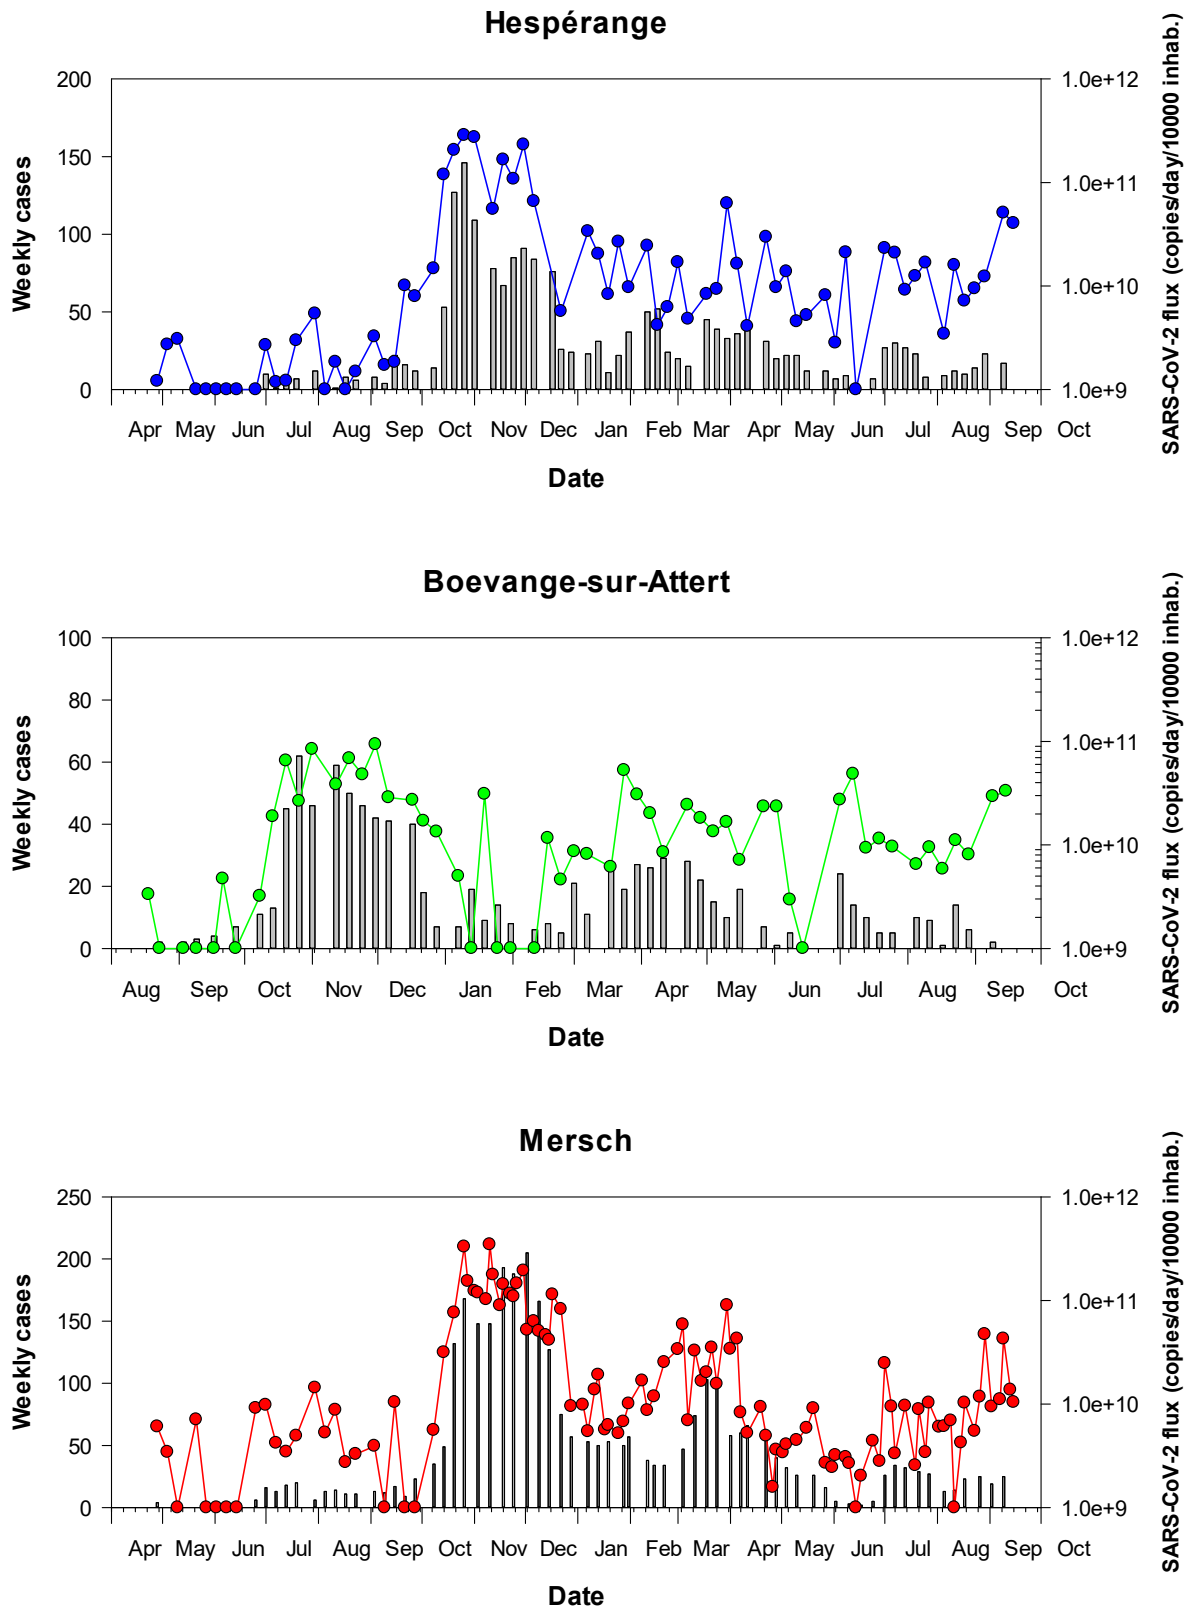 Hespérange
200
150
100
50
0
Weekly cases
1.0e+12
1.0e+11
1.0e+10
1.0e+9
SARS-CoV-2 flux (copies/day/10000 inhab.)
Apr May Jun Jul Aug Sep Oct Nov Dec Jan Feb Mar Apr May Jun Jul Aug Sep Oct
Date
Boevange-sur-Attert
100
80
60
40
20
0
Weekly cases
1.0e+12
1.0e+11
1.0e+10
1.0e+9
SARS-CoV-2 flux (copies/day/10000 inhab.)
Aug Sep Oct Nov Dec Jan Feb Mar Apr May Jun Jul Aug Sep Oct
Date
Mersch
250
200
150
100
50
0
Weekly cases
1.0e+12
1.0e+11
1.0e+10
1.0e+9
SARS-CoV-2 flux (copies/day/10000 inhab.)
Apr May Jun Jul Aug Sep Oct Nov Dec Jan Feb Mar Apr May Jun Jul Aug Sep Oct
Date